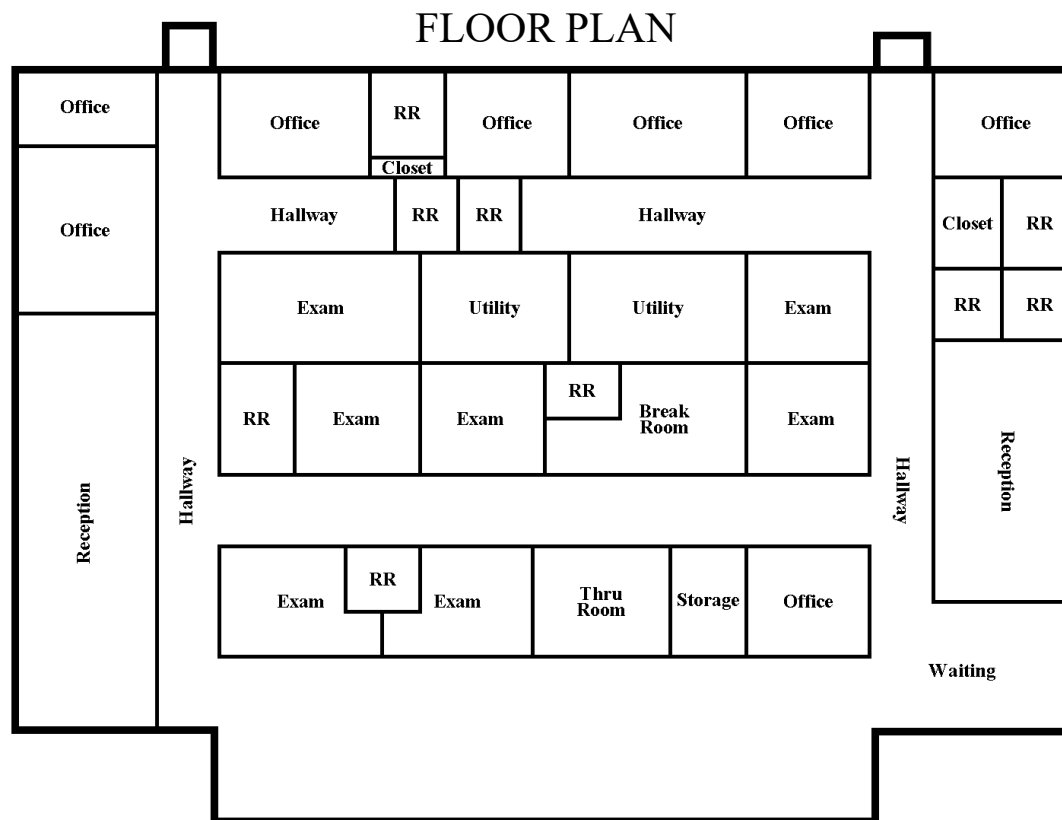 FLOOR PLAN
Office
Office
RR
Office
Office
Office
Office
Closet
Office
Hallway
RR
RR
Hallway
Closet
RR
Exam
Utility
Utility
Exam
RR
RR
RR
Exam
Exam
RR
Break
Room
Exam
Reception
Hallway
Hallway
Reception
Exam
RR
Exam
Thru
Room
Storage
Office
Waiting